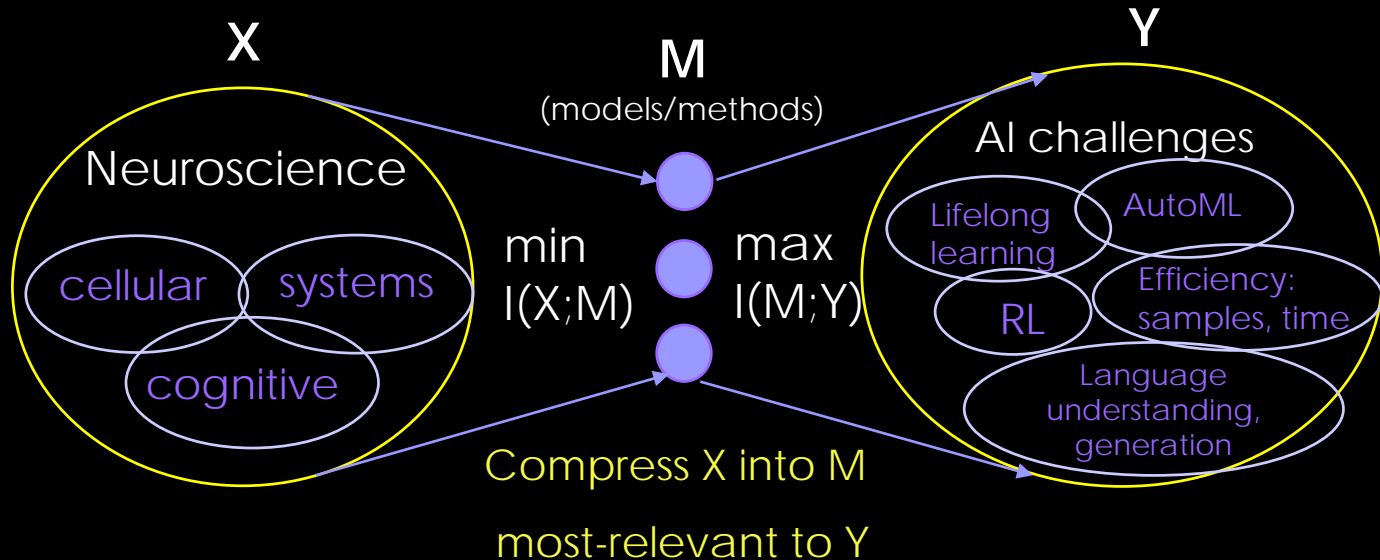 X
M
(models/methods)
Y
Neuroscience
cellular
systems
cognitive
min
I(X;M)
max
I(M;Y)
AI challenges
Lifelong
learning
AutoML
RL
Efficiency:
samples, time
Language
understanding,
generation
Compress X into M
most-relevant to Y